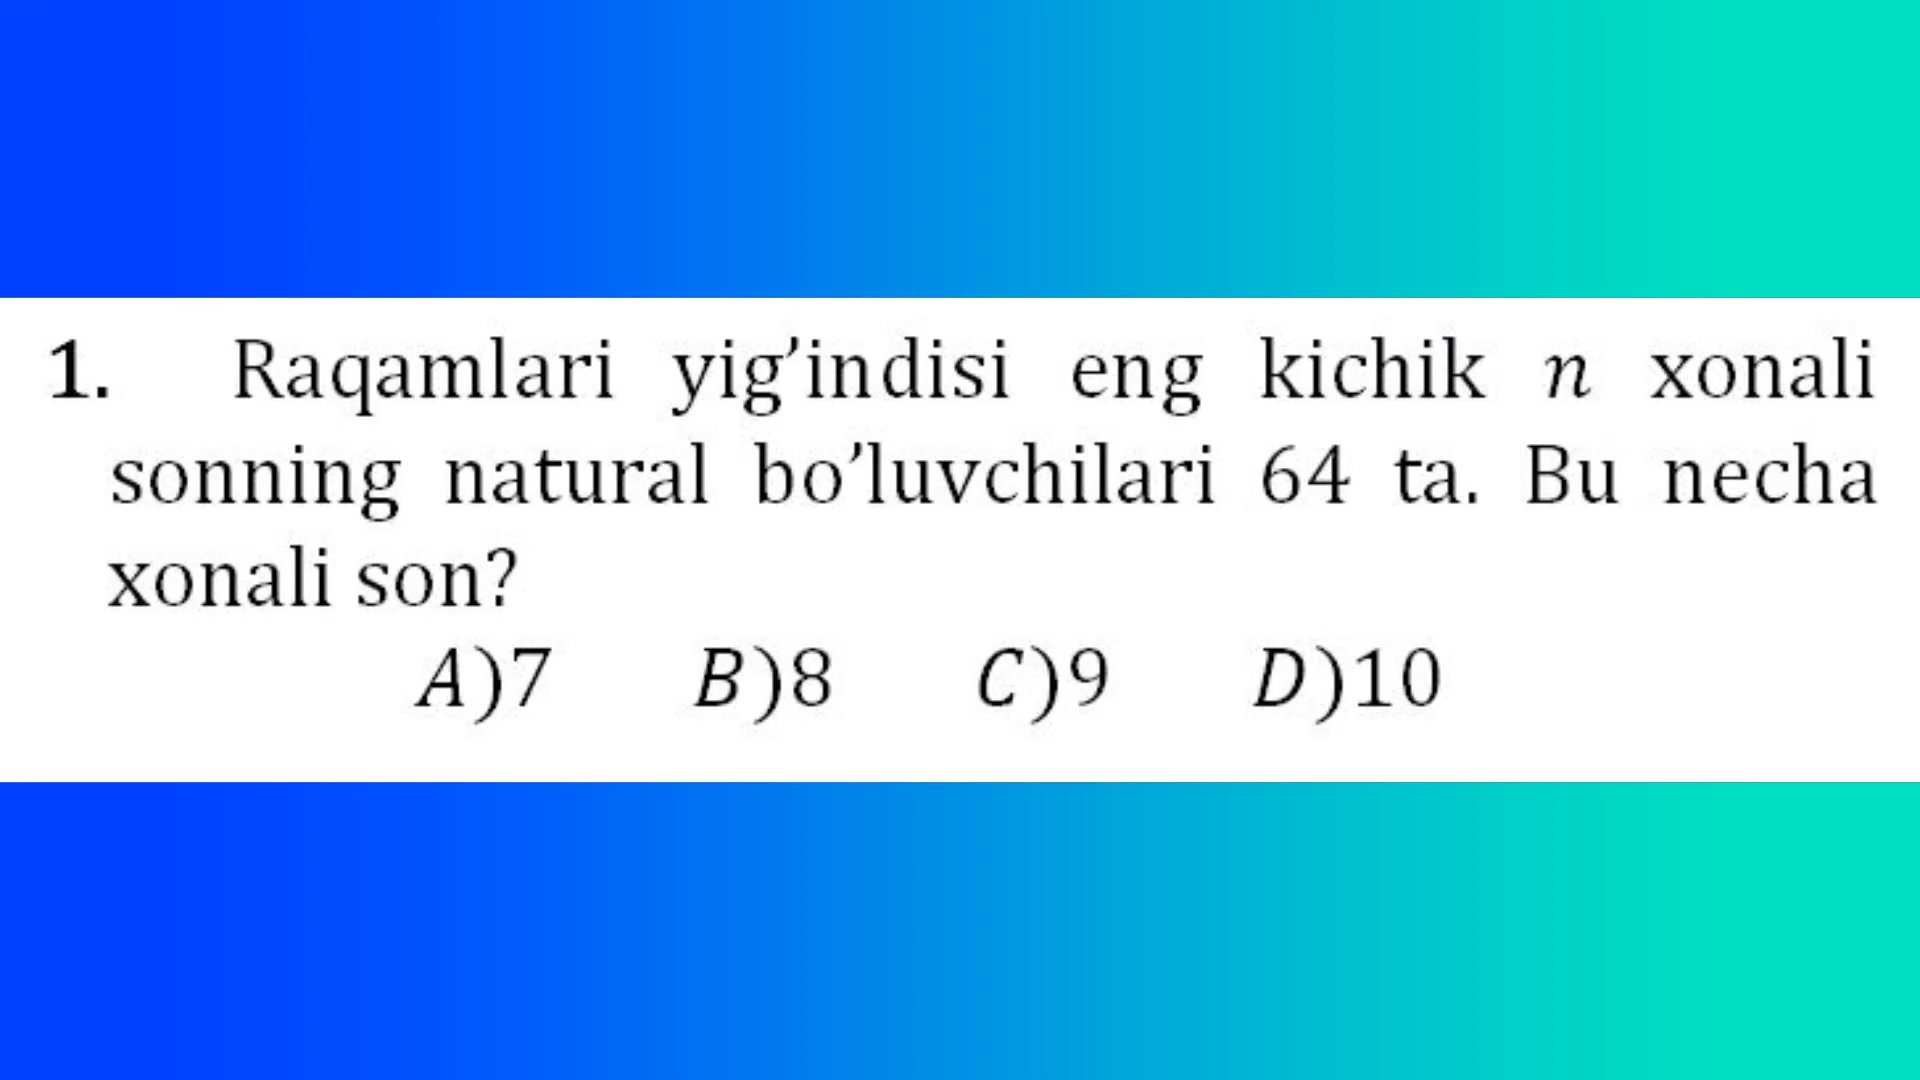 1. Raqamlari yig’indisi eng kichik n xonali
sonning natural bo’luvchilari 64 ta. Bu necha
xonali son?
A)7 B)8 C)9 D)10